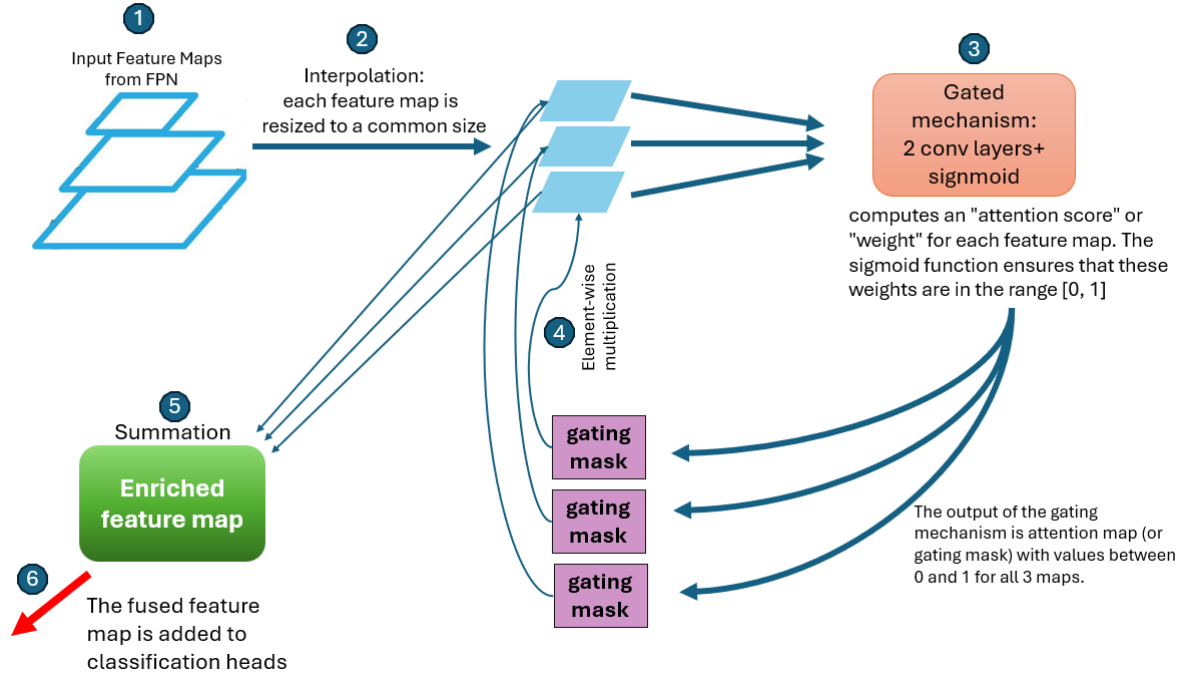 1
Input Feature Maps
from FPN
2
Interpolation:
each feature map is
resized to a common size
3
Gated
mechanism:
2 conv layers+
signmoid
computes an "attention score" or
"weight" for each feature map. The
sigmoid function ensures that these
weights are in the range [0, 1]
4
Element-wise
multiplication
gating
mask
gating
mask
gating
mask
The output of the gating
mechanism is attention map (or
gating mask) with values between
0 and 1 for all 3 maps.
5
Summation
Enriched
feature map
6
The fused feature
map is added to
classification heads